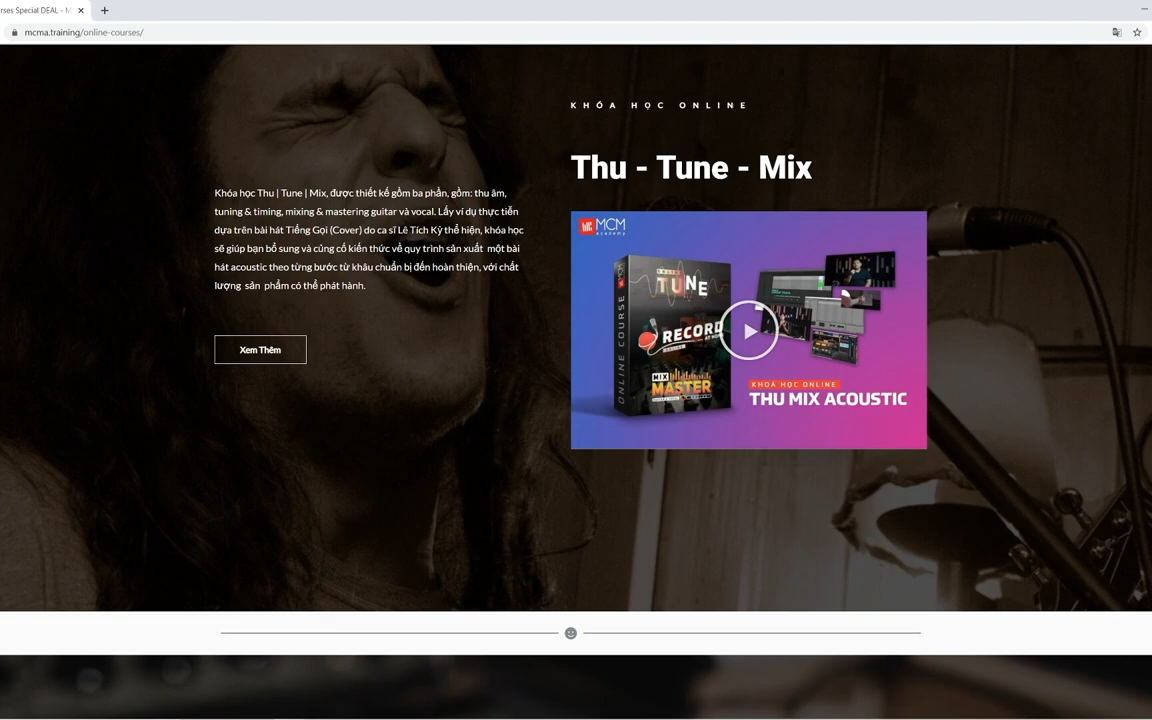 rses Special DEAL - M
mcma.training/online-courses/
KHÓA HỌC ONLINE
Thu - Tune - Mix
Khóa học Thu | Tune | Mix, được thiết kế gồm ba phần, gồm: thu âm,
tuning & timing, mixing & mastering guitar và vocal. Lấy ví dụ thực tiễn
dựa trên bài hát Tiếng Gọi (Cover) do ca sĩ Lê Tích Kỳ thể hiện, khóa học
sẽ giúp bạn bổ sung và củng cố kiến thức về quy trình sản xuất một bài
hát acoustic theo từng bước từ khâu chuẩn bị đến hoàn thiện, với chất
lượng sản phẩm có thể phát hành.
Xem Thêm
MCM
academy
ONLINE COURSE
TUNE
RECORD
MIX
MASTER
KHOÁ HỌC ONLINE
THU MIX ACOUSTIC